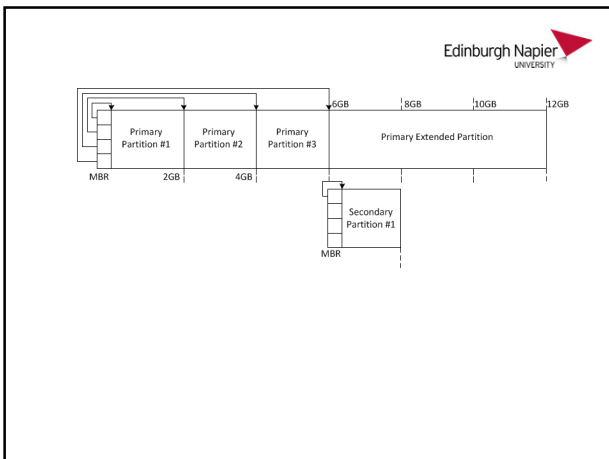 Edinburgh Napier
UNIVERSITY
6GB 8GB 10GB 12GB
Primary
Partition #1
Primary
Partition #2
Primary
Partition #3
Primary Extended Partition
MBR 2GB 4GB
Secondary
Partition #1
MBR